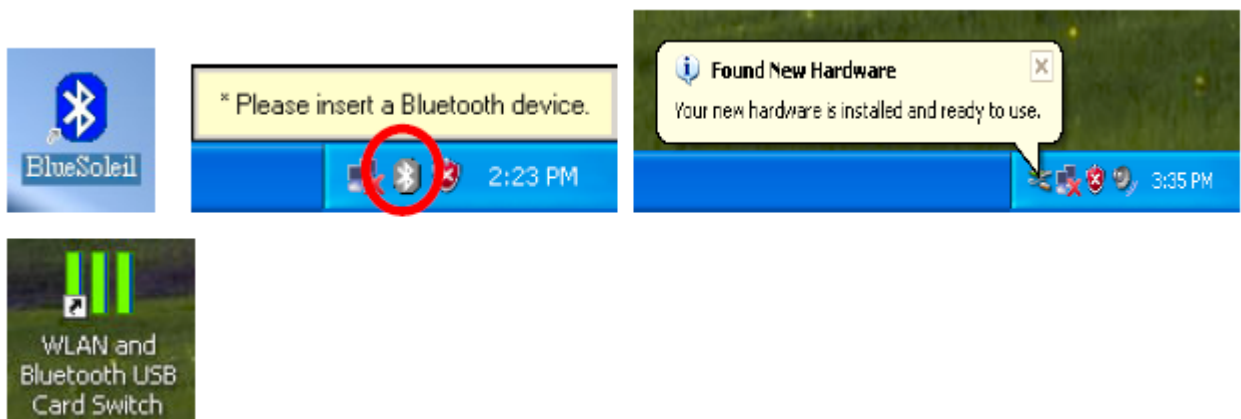 BlueSoleil
* Please insert a Bluetooth device.
2:23 PM
Found New Hardware
Your new hardware is installed and ready to use.
3:35 PM
WLAN and
Bluetooth USB
Card Switch